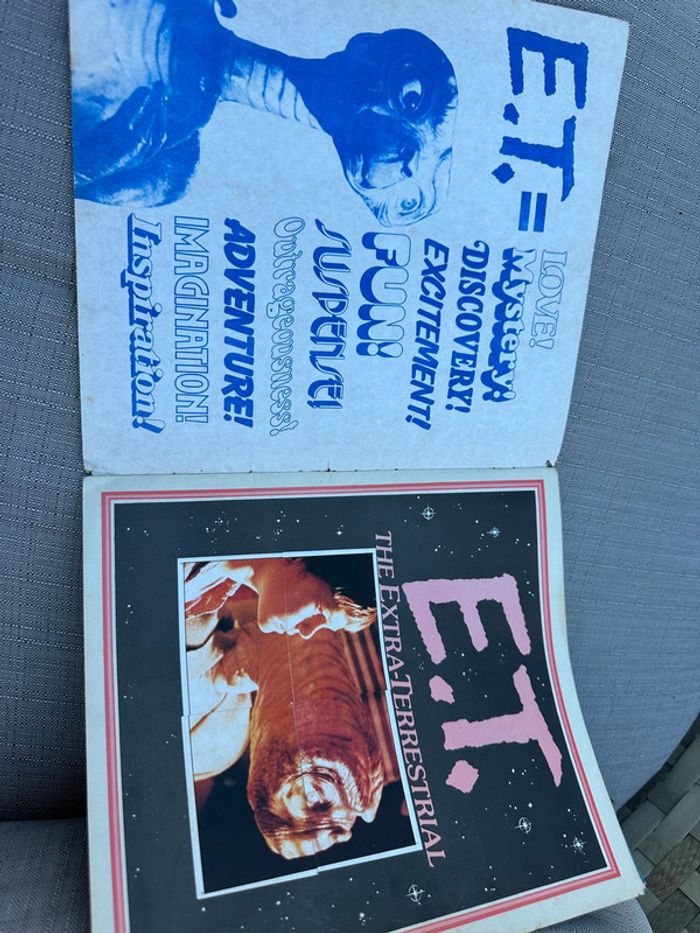 E.T. =
LOVE!
Mystery!
DISCOVERY!
EXCITEMENT!
FUN!
SUSPENSE!
Outrageousness!
ADVENTURE!
IMAGINATION!
Inspiration!
E.T.
THE EXTRA-TERRESTRIAL